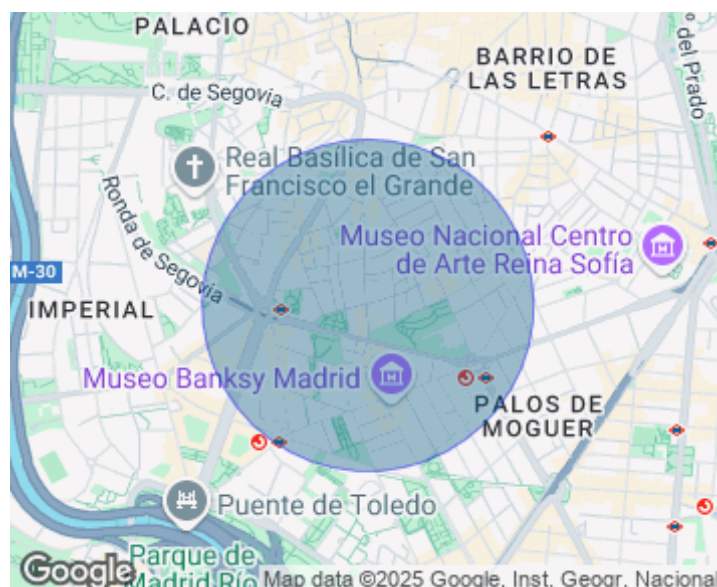 PALACIO
BARRIO DE
LAS LETRAS
º del Prado
C. de Segovia
Real Basílica de San
Francisco el Grande
Ronda de Segovia
Museo Nacional Centro
de Arte Reina Sofía
M-30
IMPERIAL
Museo Banksy Madrid
PALOS DE
MOGUER
Puente de Toledo
Parque de
Madrid Río
Google
Map data ©2025 Google, Inst. Geogr. Nacional